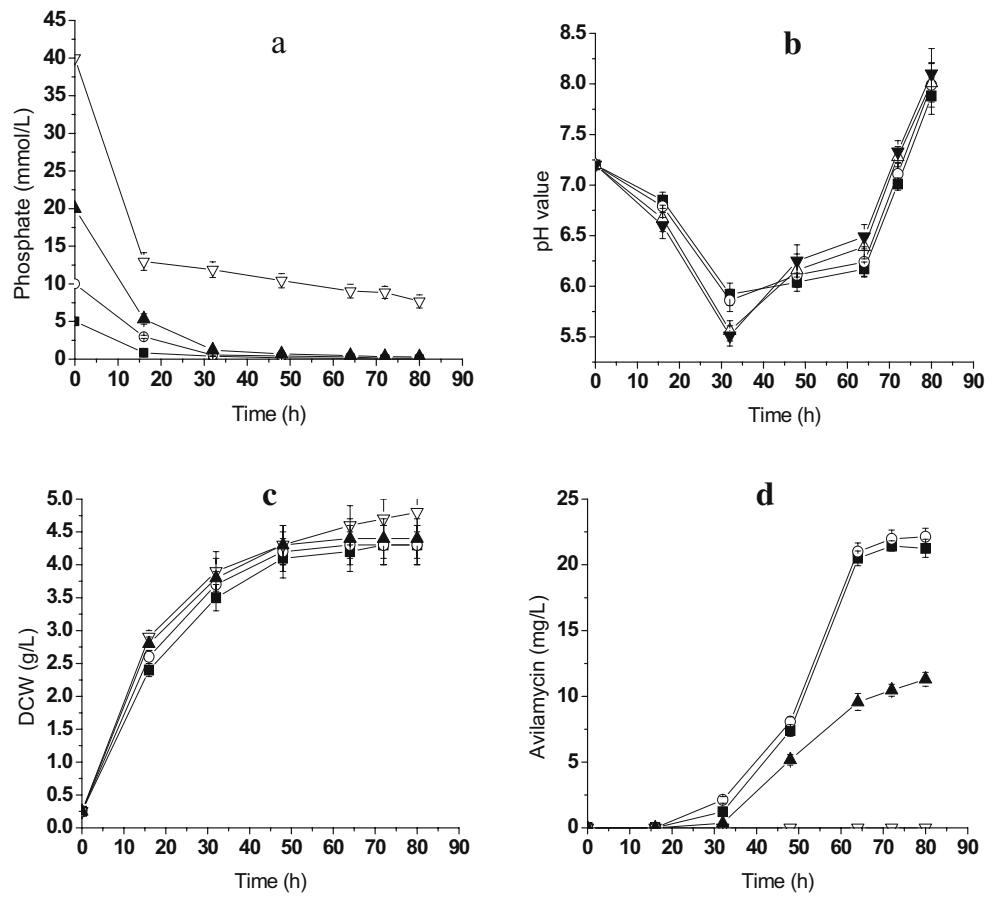 a
45
40
35
30
25
20
15
10
5
0
Phosphate (mmol/L)
0 10 20 30 40 50 60 70 80 90
Time (h)
b
8.5
8.0
7.5
7.0
6.5
6.0
5.5
pH value
0 10 20 30 40 50 60 70 80 90
Time (h)
c
5.0
4.5
4.0
3.5
3.0
2.5
2.0
1.5
1.0
0.5
0.0
DCW (g/L)
0 10 20 30 40 50 60 70 80 90
Time (h)
d
25
20
15
10
5
0
Avilamycin (mg/L)
0 10 20 30 40 50 60 70 80 90
Time (h)